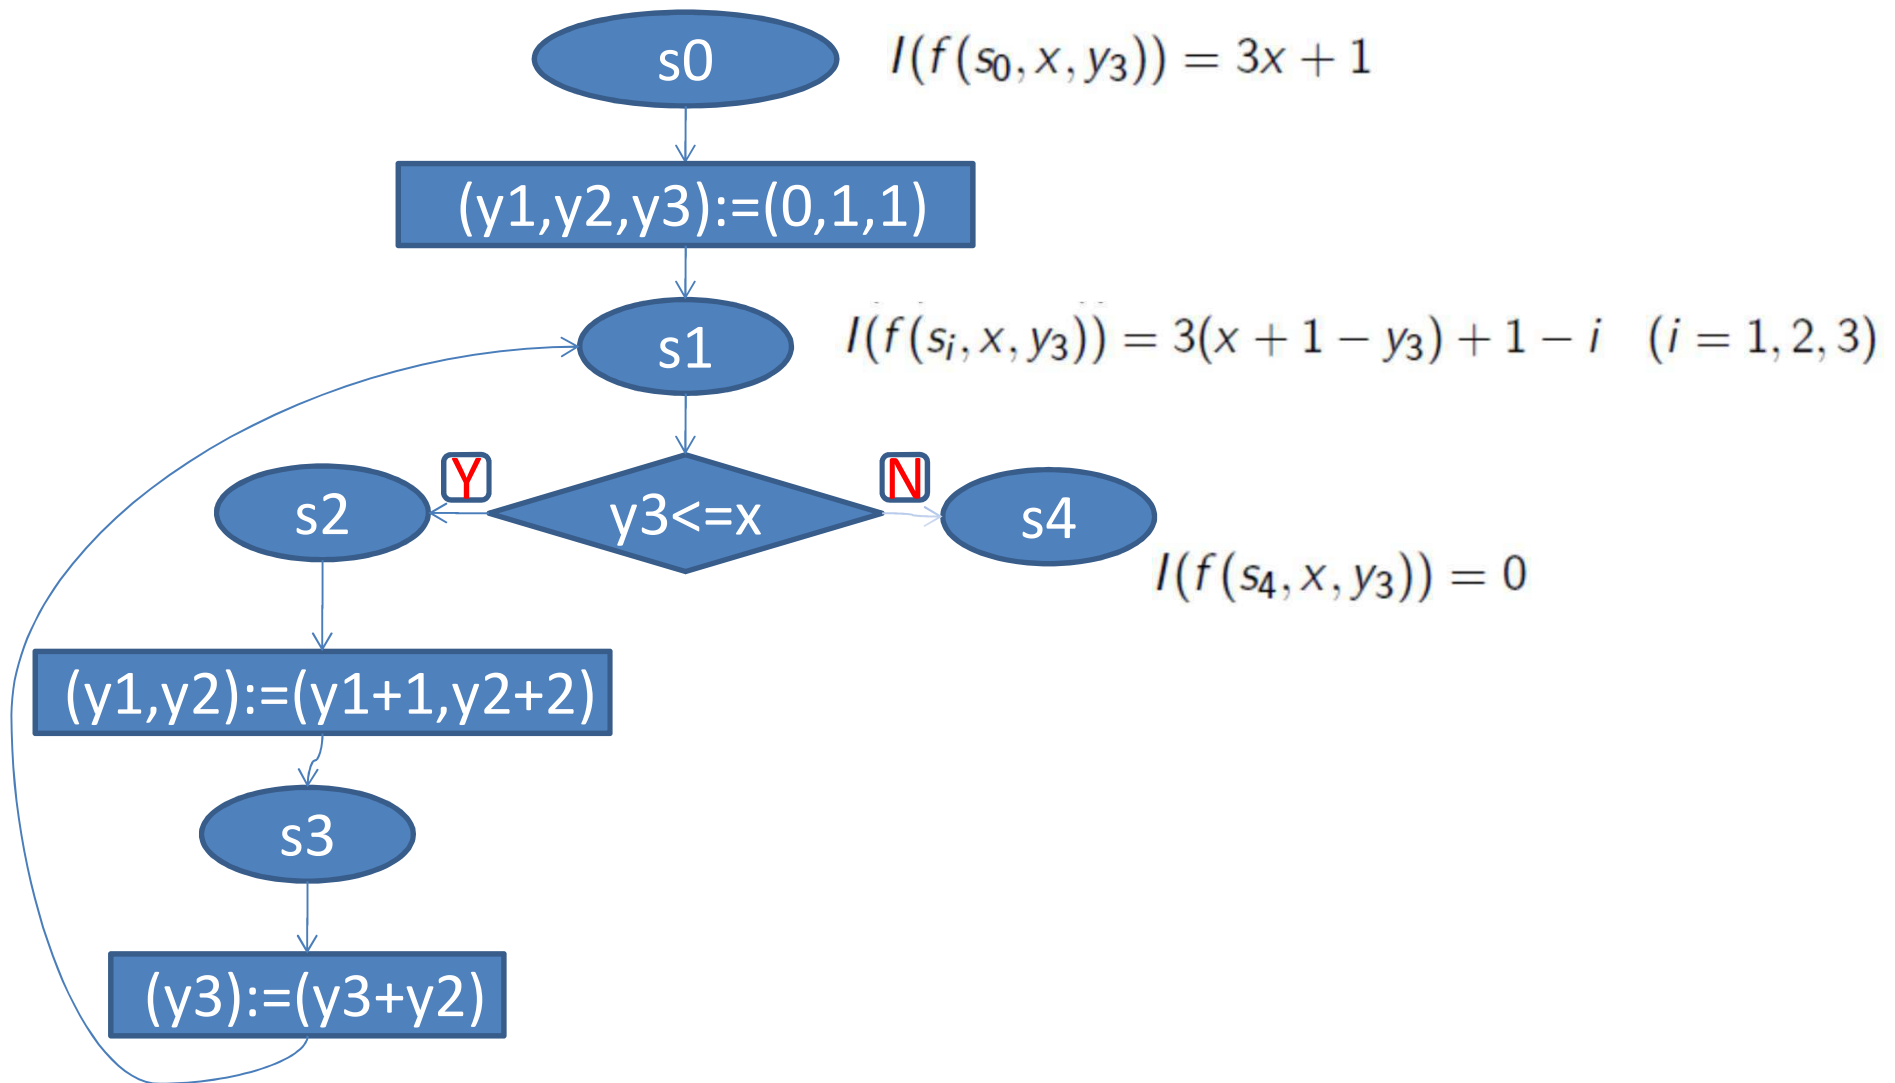 s0
I(f(s₀, x, y₃)) = 3x + 1
(y1,y2,y3):=(0,1,1)
s1
I(f(sᵢ, x, y₃)) = 3(x + 1 − y₃) + 1 − i (i = 1, 2, 3)
Y
N
s2
y3<=x
s4
I(f(s₄, x, y₃)) = 0
(y1,y2):=(y1+1,y2+2)
s3
(y3):=(y3+y2)